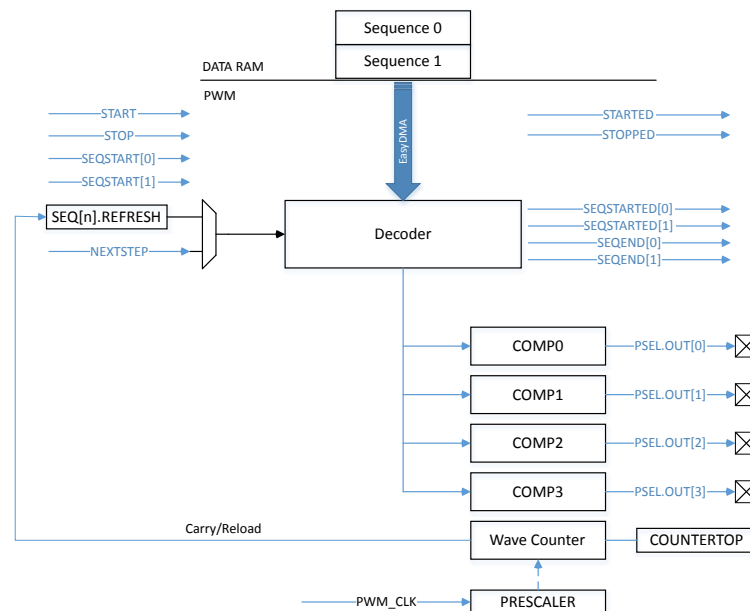 Sequence 0
Sequence 1
DATA RAM
PWM
START
STOP
SEQSTART[0]
SEQSTART[1]
EasyDMA
STARTED
STOPPED
SEQ[n].REFRESH
NEXTSTEP
Decoder
SEQSTARTED[0]
SEQSTARTED[1]
SEQEND[0]
SEQEND[1]
COMP0
PSEL.OUT[0]
COMP1
PSEL.OUT[1]
COMP2
PSEL.OUT[2]
COMP3
PSEL.OUT[3]
Carry/Reload
Wave Counter
COUNTERTOP
PWM_CLK
PRESCALER